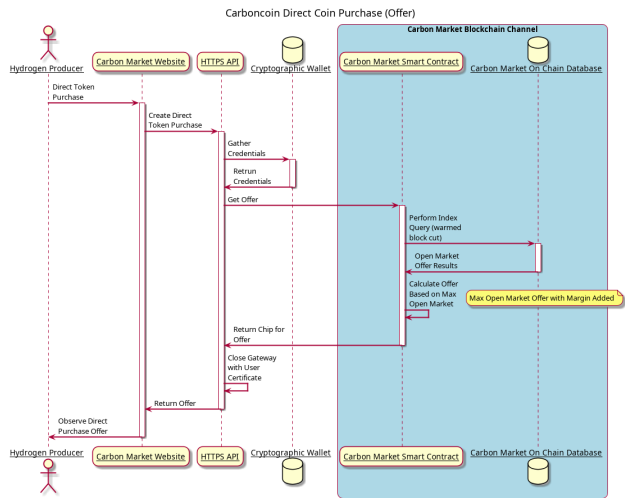 Carboncoin Direct Coin Purchase (Offer)
Carbon Market Blockchain Channel
Hydrogen Producer
Carbon Market Website
HTTPS API
Cryptographic Wallet
Carbon Market Smart Contract
Carbon Market On Chain Database
Direct Token
Purchase
Create Direct
Token Purchase
Gather
Credentials
Retrun
Credentials
Get Offer
Perform Index
Query (warmed
block cut)
Open Market
Offer Results
Calculate Offer
Based on Max
Open Market
Max Open Market Offer with Margin Added
Return Chip for
Offer
Close Gateway
with User
Certificate
Return Offer
Observe Direct
Purchase Offer
Hydrogen Producer
Carbon Market Website
HTTPS API
Cryptographic Wallet
Carbon Market Smart Contract
Carbon Market On Chain Database